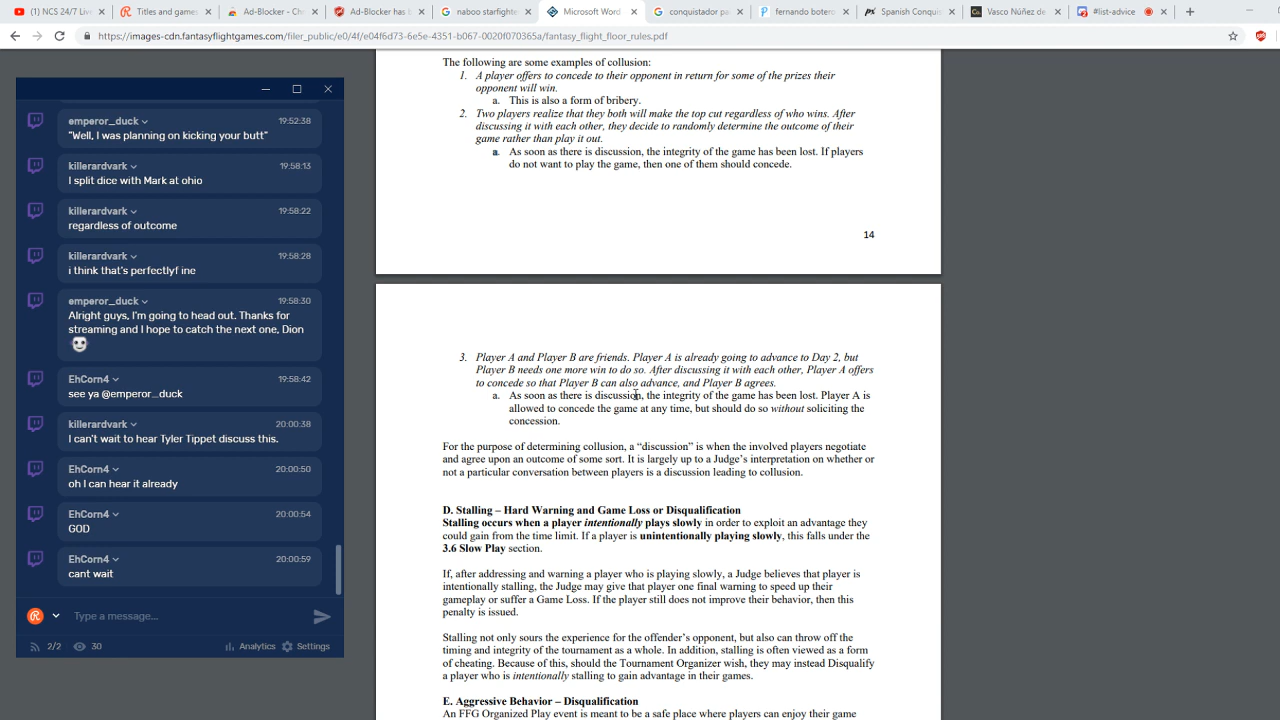 NCS 24/7 Live
Titles and games
Ad-Blocker - Chr
Ad-Blocker has b
naboo starfighte
Microsoft Word
conquistador pa
fernando botero
Spanish Conqui
Vasco Núñez de
#list-advice
https://images-cdn.fantasyflightgames.com/filer_public/e0/4f/e04f6d73-6e5e-4351-b067-0020f070365a/fantasy_flight_floor_rules.pdf
emperor_duck 19:52:38
"Well, I was planning on kicking your butt"
killerardvark 19:58:13
I split dice with Mark at ohio
killerardvark 19:58:22
regardless of outcome
killerardvark 19:58:28
i think that's perfectlyf ine
emperor_duck 19:58:30
Alright guys, I'm going to head out. Thanks for
streaming and I hope to catch the next one, Dion
EhCorn4 19:58:42
see ya @emperor_duck
killerardvark 20:00:38
I can't wait to hear Tyler Tippet discuss this.
EhCorn4 20:00:50
oh I can hear it already
EhCorn4 20:00:54
GOD
EhCorn4 20:00:59
cant wait
Type a message...
2/2 30 Analytics Settings
The following are some examples of collusion:
1. A player offers to concede to their opponent in return for some of the prizes their
opponent will win.
a. This is also a form of bribery.
2. Two players realize that they both will make the top cut regardless of who wins. After
discussing it with each other, they decide to randomly determine the outcome of their
game rather than play it out.
a. As soon as there is discussion, the integrity of the game has been lost. If players
do not want to play the game, then one of them should concede.
14
3. Player A and Player B are friends. Player A is already going to advance to Day 2, but
Player B needs one more win to do so. After discussing it with each other, Player A offers
to concede so that Player B can also advance, and Player B agrees.
a. As soon as there is discussion, the integrity of the game has been lost. Player A is
allowed to concede the game at any time, but should do so without soliciting the
concession.
For the purpose of determining collusion, a “discussion” is when the involved players negotiate
and agree upon an outcome of some sort. It is largely up to a Judge’s interpretation on whether or
not a particular conversation between players is a discussion leading to collusion.
D. Stalling – Hard Warning and Game Loss or Disqualification
Stalling occurs when a player intentionally plays slowly in order to exploit an advantage they
could gain from the time limit. If a player is unintentionally playing slowly, this falls under the
3.6 Slow Play section.
If, after addressing and warning a player who is playing slowly, a Judge believes that player is
intentionally stalling, the Judge may give that player one final warning to speed up their
gameplay or suffer a Game Loss. If the player still does not improve their behavior, then this
penalty is issued.
Stalling not only sours the experience for the offender’s opponent, but also can throw off the
timing and integrity of the tournament as a whole. In addition, stalling is often viewed as a form
of cheating. Because of this, should the Tournament Organizer wish, they may instead Disqualify
a player who is intentionally stalling to gain advantage in their games.
E. Aggressive Behavior – Disqualification
An FFG Organized Play event is meant to be a safe place where players can enjoy their game